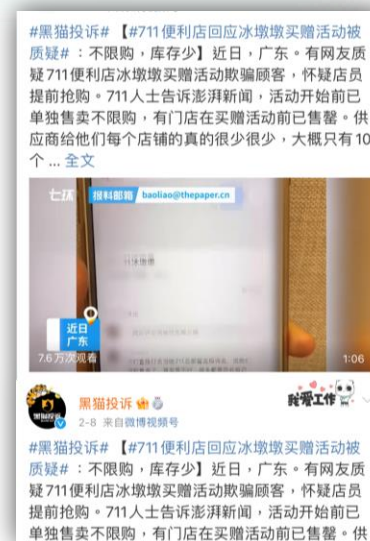 #黑猫投诉# 【#711便利店回应冰墩墩买赠活动被
质疑#：不限购，库存少】近日，广东。有网友质
疑711便利店冰墩墩买赠活动欺骗顾客，怀疑店员
提前抢购。711人士告诉澎湃新闻，活动开始前已
单独售卖不限购，有门店在买赠活动前已售罄。供
应商给他们每个店铺的真的很少很少，大概只有10
个 ... 全文
七环 报料邮箱 baoliao@thepaper.cn
近日
广东
7.6万次观看
1:06
黑猫投诉
我爱工作
2-8 来自微博视频号
#黑猫投诉# 【#711便利店回应冰墩墩买赠活动被
质疑#：不限购，库存少】近日，广东。有网友质
疑711便利店冰墩墩买赠活动欺骗顾客，怀疑店员
提前抢购。711人士告诉澎湃新闻，活动开始前已
单独售卖不限购，有门店在买赠活动前已售罄。供